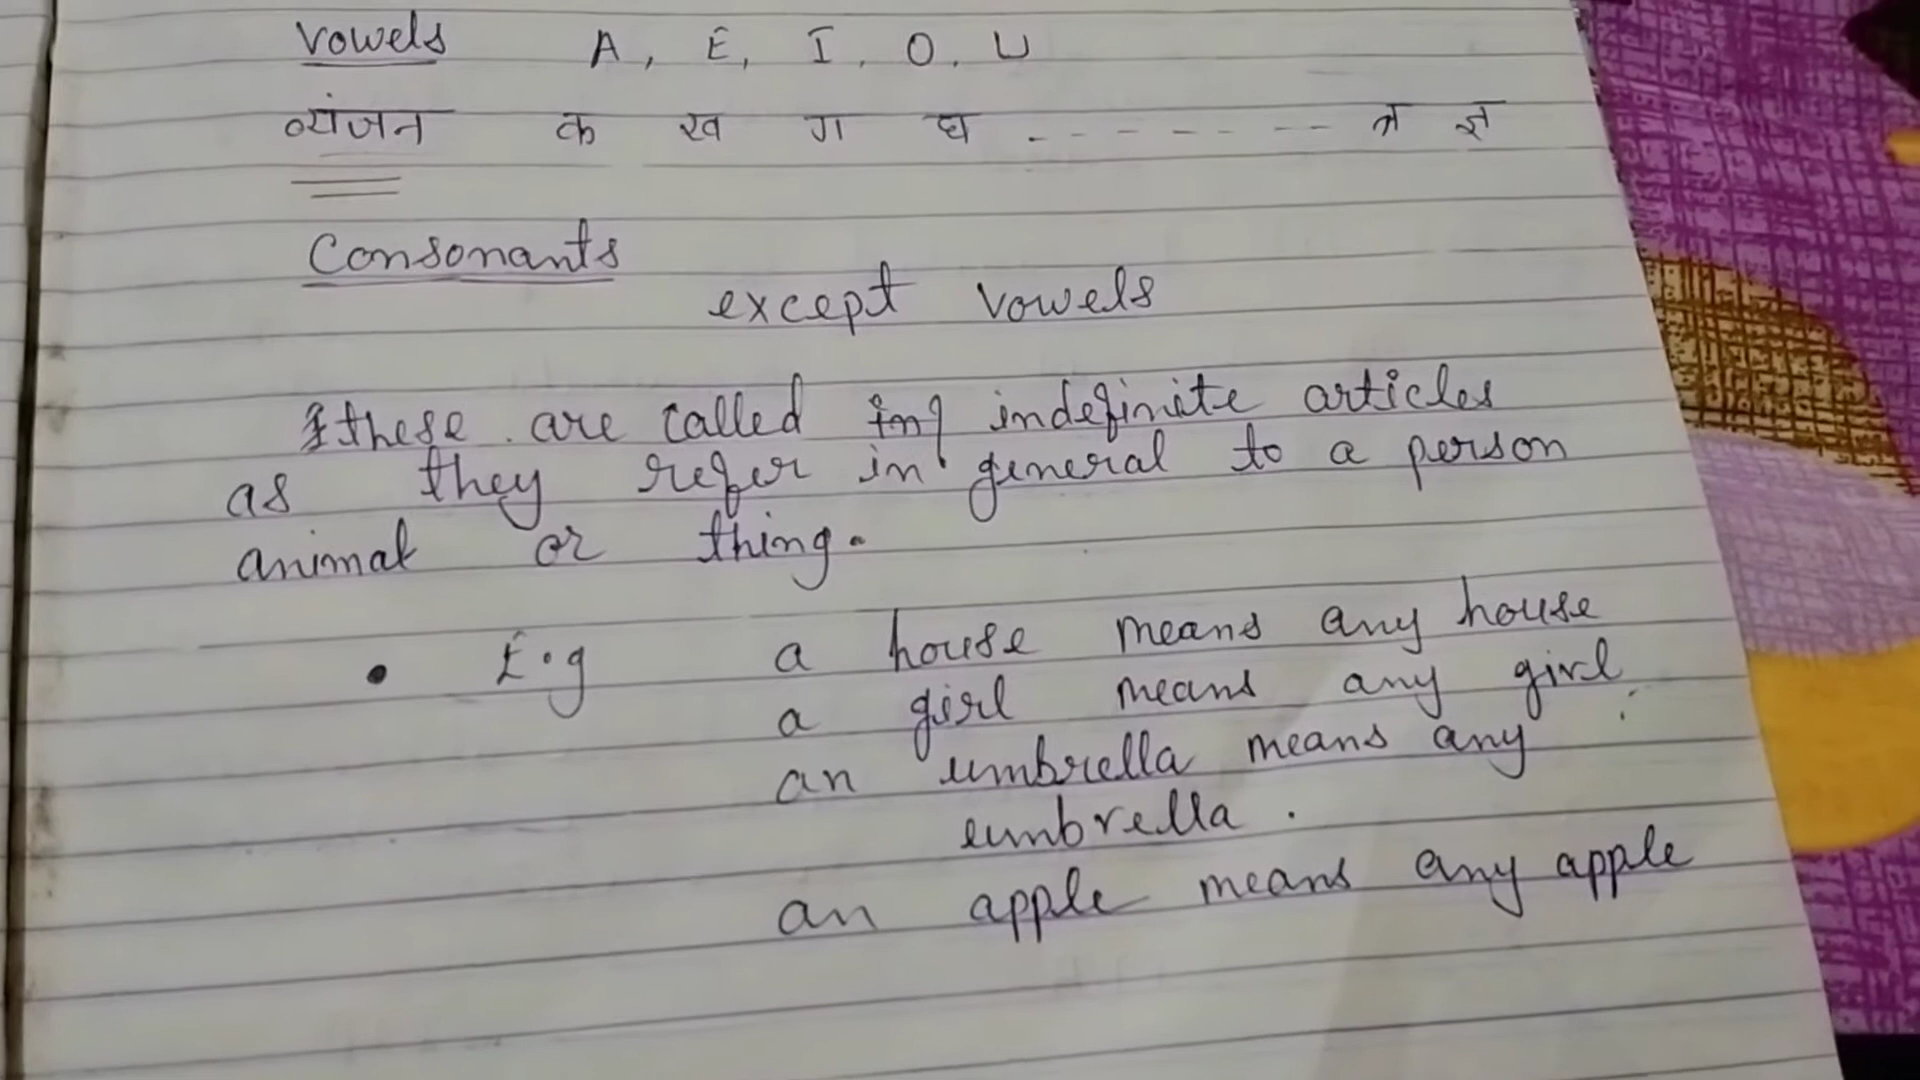 vowels A, E, I, O, U
व्यंजन क ख ग घ - - - - - - - - त्र ज्ञ
Consonants
except vowels
these are called indefinite articles
as they refer in general to a person
animal or thing.
• E.g a house means any house
a girl means any girl
an umbrella means any
umbrella.
an apple means any apple